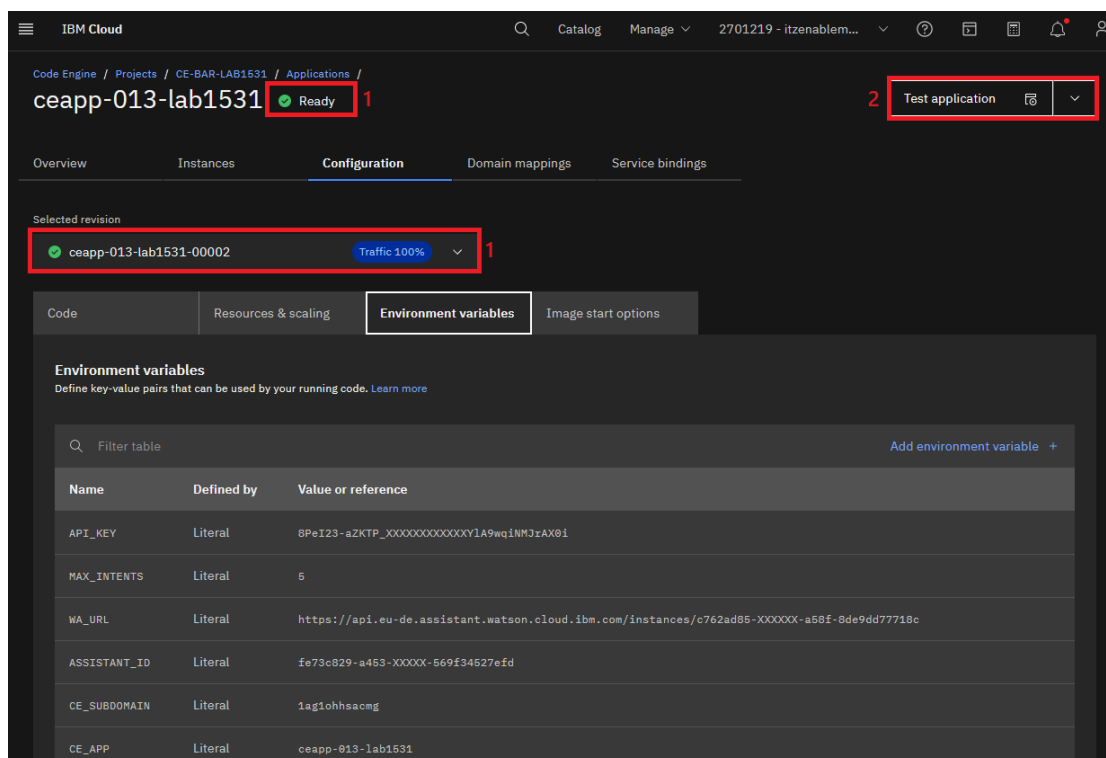 IBM Cloud Catalog Manage 2701219 - itzenablem...
Code Engine / Projects / CE-BAR-LAB1531 / Applications /
ceapp-013-lab1531 Ready 1 2 Test application
Overview Instances Configuration Domain mappings Service bindings
Selected revision
ceapp-013-lab1531-00002 Traffic 100% 1
Code Resources & scaling Environment variables Image start options
Environment variables
Define key-value pairs that can be used by your running code. Learn more
Filter table Add environment variable +
Name Defined by Value or reference
API_KEY Literal 8PeI23-aZKTP_XXXXXXXXXXXXYlA9wqiNMJrAX0i
MAX_INTENTS Literal 5
WA_URL Literal https://api.eu-de.assistant.watson.cloud.ibm.com/instances/c762ad85-XXXXXX-a58f-8de9dd77718c
ASSISTANT_ID Literal fe73c829-a453-XXXXX-569f34527efd
CE_SUBDOMAIN Literal 1ag1ohhsacmg
CE_APP Literal ceapp-013-lab1531